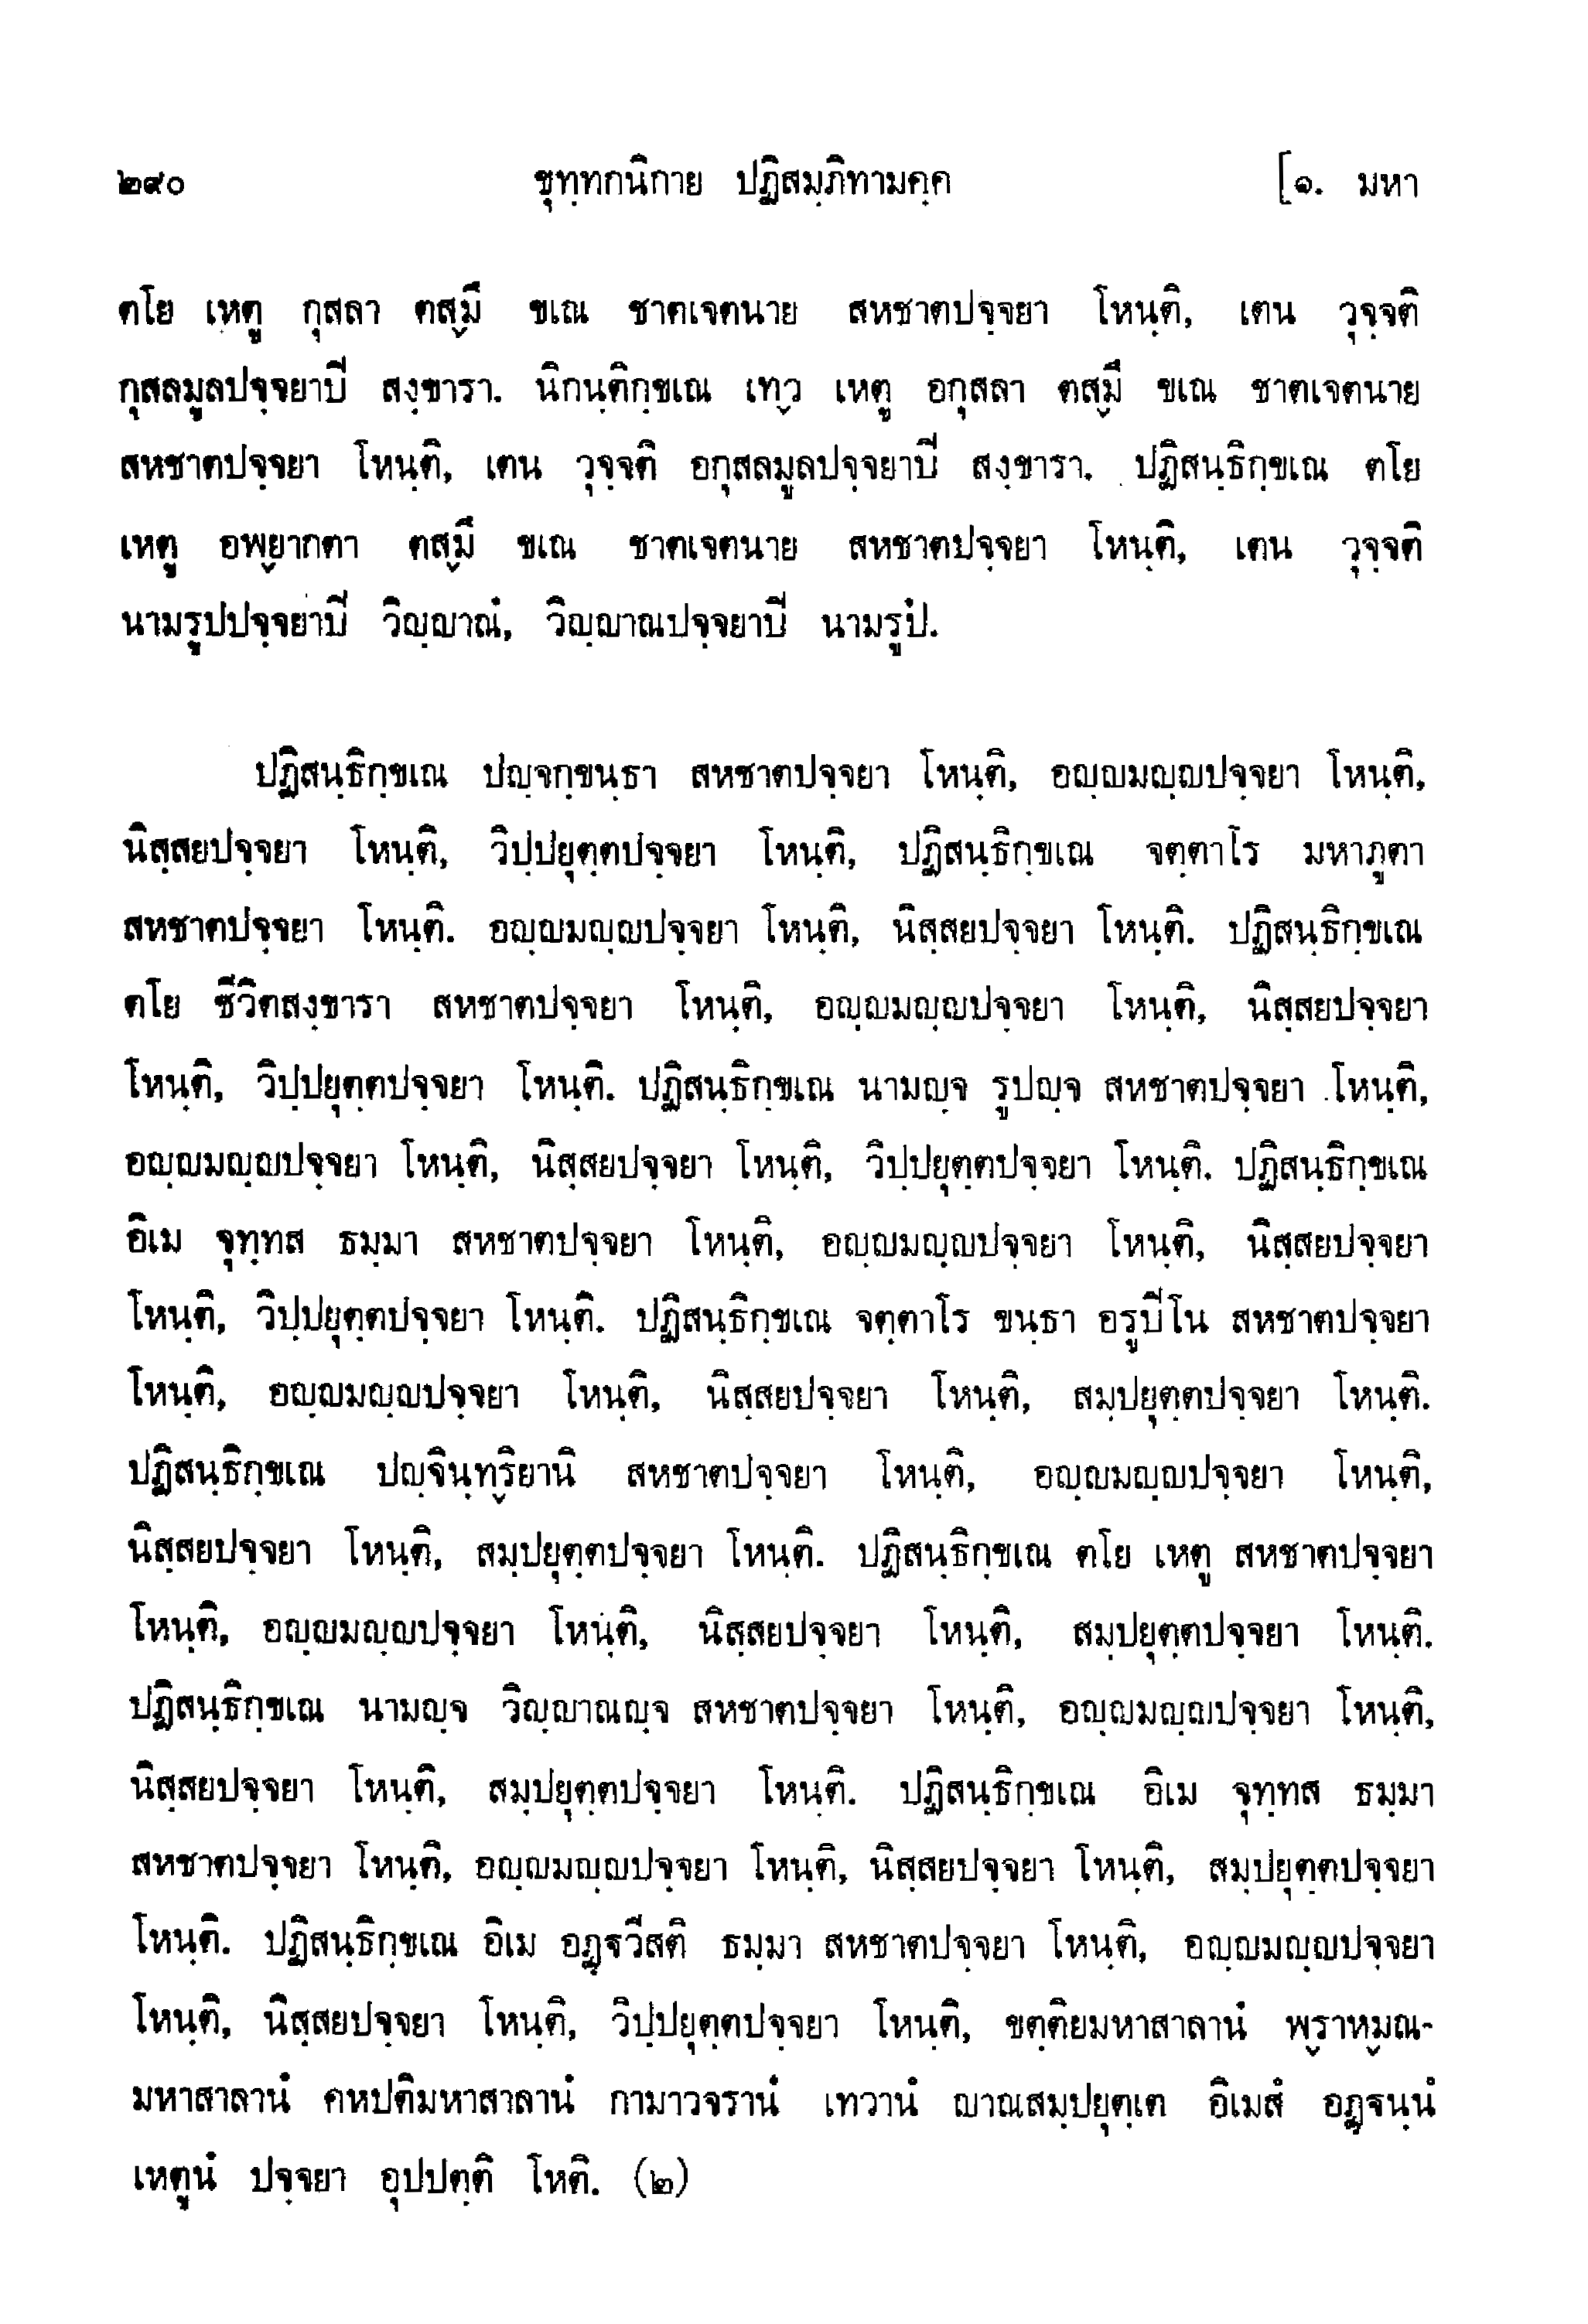 ๒๙๐ ขุทฺทกนิกาย ปฏิสมฺภิทามคฺค [๑. มหา
ตโย เหตู กุสลา ตสฺมึ ขเณ ชาตเจตนาย สหชาตปจฺจยา โหนฺติ, เตน วุจฺจติ
กุสลมูลปจฺจยาปิ สงฺขารา. นิกนฺติกฺขเณ เทฺว เหตู อกุสลา ตสฺมึ ขเณ ชาตเจตนาย
สหชาตปจฺจยา โหนฺติ, เตน วุจฺจติ อกุสลมูลปจฺจยาปิ สงฺขารา. ปฏิสนฺธิกฺขเณ ตโย
เหตู อพฺยากตา ตสฺมึ ขเณ ชาตเจตนาย สหชาตปจฺจยา โหนฺติ, เตน วุจฺจติ
นามรูปปจฺจยาปิ วิญฺญาณํ, วิญฺญาณปจฺจยาปิ นามรูปํ.
ปฏิสนฺธิกฺขเณ ปญฺจกฺขนฺธา สหชาตปจฺจยา โหนฺติ, อญฺญมญฺญปจฺจยา โหนฺติ,
นิสฺสยปจฺจยา โหนฺติ, วิปฺปยุตฺตปจฺจยา โหนฺติ, ปฏิสนฺธิกฺขเณ จตฺตาโร มหาภูตา
สหชาตปจฺจยา โหนฺติ. อญฺญมญฺญปจฺจยา โหนฺติ, นิสฺสยปจฺจยา โหนฺติ. ปฏิสนฺธิกฺขเณ
ตโย ชีวิตสงฺขารา สหชาตปจฺจยา โหนฺติ, อญฺญมญฺญปจฺจยา โหนฺติ, นิสฺสยปจฺจยา
โหนฺติ, วิปฺปยุตฺตปจฺจยา โหนฺติ. ปฏิสนฺธิกฺขเณ นามญฺจ รูปญฺจ สหชาตปจฺจยา โหนฺติ,
อญฺญมญฺญปจฺจยา โหนฺติ, นิสฺสยปจฺจยา โหนฺติ, วิปฺปยุตฺตปจฺจยา โหนฺติ. ปฏิสนฺธิกฺขเณ
อิเม จุทฺทส ธมฺมา สหชาตปจฺจยา โหนฺติ, อญฺญมญฺญปจฺจยา โหนฺติ, นิสฺสยปจฺจยา
โหนฺติ, วิปฺปยุตฺตปจฺจยา โหนฺติ. ปฏิสนฺธิกฺขเณ จตฺตาโร ขนฺธา อรูปิโน สหชาตปจฺจยา
โหนฺติ, อญฺญมญฺญปจฺจยา โหนฺติ, นิสฺสยปจฺจยา โหนฺติ, สมฺปยุตฺตปจฺจยา โหนฺติ.
ปฏิสนฺธิกฺขเณ ปญฺจินฺทฺริยานิ สหชาตปจฺจยา โหนฺติ, อญฺญมญฺญปจฺจยา โหนฺติ,
นิสฺสยปจฺจยา โหนฺติ, สมฺปยุตฺตปจฺจยา โหนฺติ. ปฏิสนฺธิกฺขเณ ตโย เหตู สหชาตปจฺจยา
โหนฺติ, อญฺญมญฺญปจฺจยา โหนฺติ, นิสฺสยปจฺจยา โหนฺติ, สมฺปยุตฺตปจฺจยา โหนฺติ.
ปฏิสนฺธิกฺขเณ นามญฺจ วิญฺญาณญฺจ สหชาตปจฺจยา โหนฺติ, อญฺญมญฺญปจฺจยา โหนฺติ,
นิสฺสยปจฺจยา โหนฺติ, สมฺปยุตฺตปจฺจยา โหนฺติ. ปฏิสนฺธิกฺขเณ อิเม จุทฺทส ธมฺมา
สหชาตปจฺจยา โหนฺติ, อญฺญมญฺญปจฺจยา โหนฺติ, นิสฺสยปจฺจยา โหนฺติ, สมฺปยุตฺตปจฺจยา
โหนฺติ. ปฏิสนฺธิกฺขเณ อิเม อฏฺฐวีสติ ธมฺมา สหชาตปจฺจยา โหนฺติ, อญฺญมญฺญปจฺจยา
โหนฺติ, นิสฺสยปจฺจยา โหนฺติ, วิปฺปยุตฺตปจฺจยา โหนฺติ, ขตฺติยมหาสาลานํ พฺราหฺมณ-
มหาสาลานํ คหปติมหาสาลานํ กามาวจรานํ เทวานํ ญาณสมฺปยุตฺเต อิเมสํ อฏฺฐนฺนํ
เหตูนํ ปจฺจยา อุปปตฺติ โหติ. (๒)